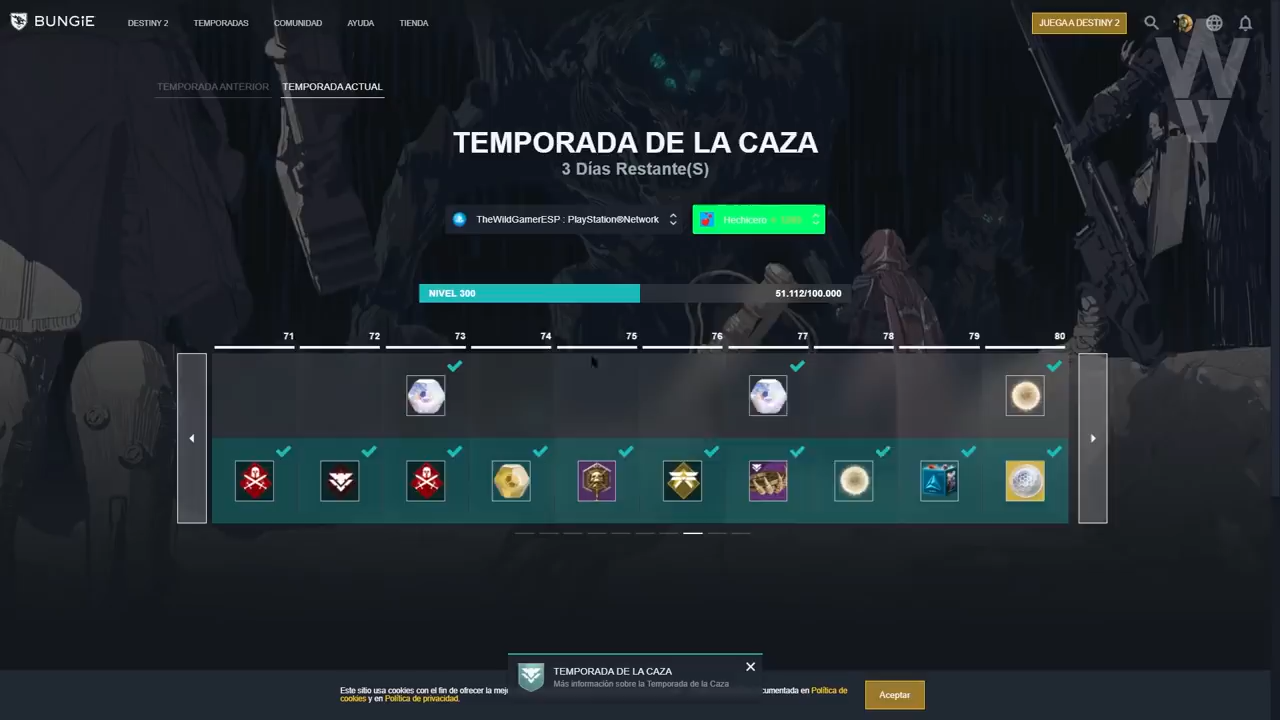 BUNGiE
DESTINY 2 TEMPORADAS COMUNIDAD AYUDA TIENDA
JUEGA A DESTINY 2
W
TEMPORADA ANTERIOR TEMPORADA ACTUAL
TEMPORADA DE LA CAZA
3 Días Restante(S)
TheWildGamerESP : PlayStation®Network
Hechicero
NIVEL 300 51.112/100.000
71 72 73 74 75 76 77 78 79 80
TEMPORADA DE LA CAZA
Más información sobre la Temporada de la Caza
Este sitio usa cookies con el fin de ofrecer la mejo
cumentada en Política de
cookies y en Política de privacidad.
Aceptar